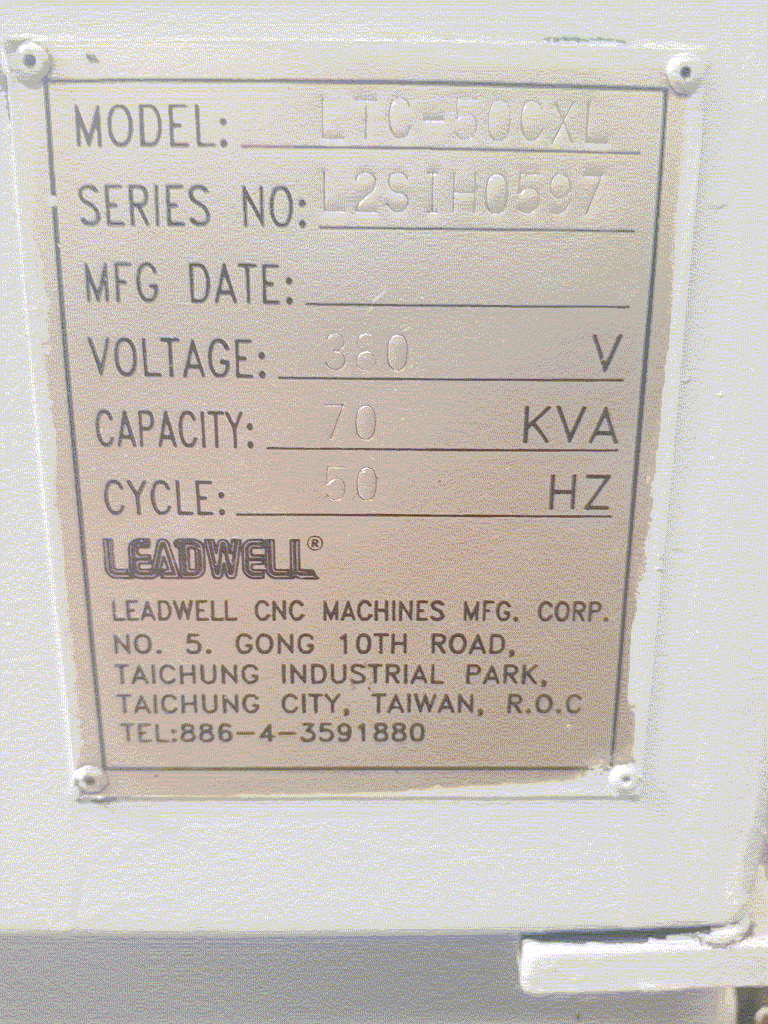 MODEL: LTC-50CXL
SERIES NO: L2SIH0597
MFG DATE:
VOLTAGE: 380 V
CAPACITY: 70 KVA
CYCLE: 50 HZ
LEADWELL®
LEADWELL CNC MACHINES MFG. CORP.
NO. 5. GONG 10TH ROAD,
TAICHUNG INDUSTRIAL PARK,
TAICHUNG CITY, TAIWAN, R.O.C
TEL:886-4-3591880